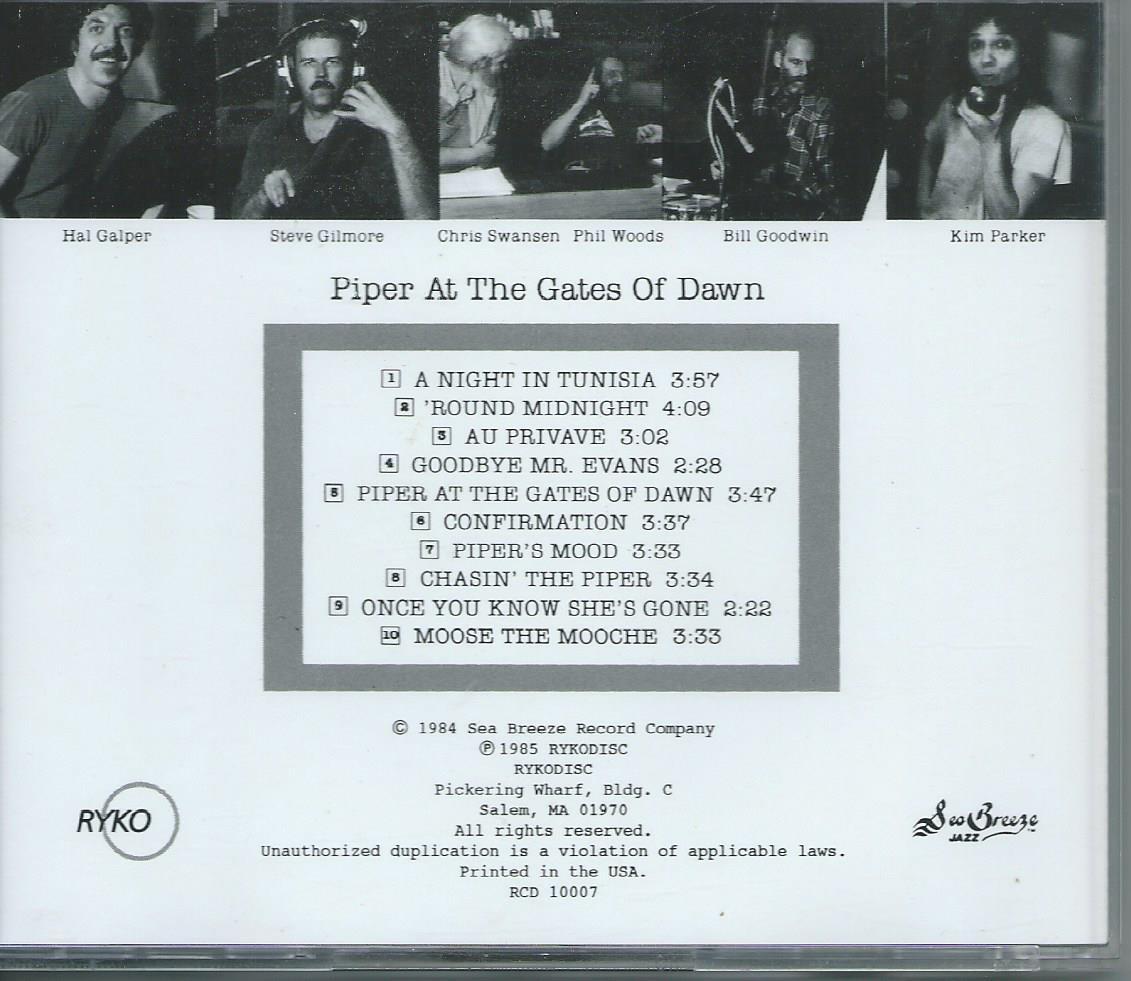 Hal Galper Steve Gilmore Chris Swansen Phil Woods Bill Goodwin Kim Parker
Piper At The Gates Of Dawn
1 A NIGHT IN TUNISIA 3:57
2 'ROUND MIDNIGHT 4:09
3 AU PRIVAVE 3:02
4 GOODBYE MR. EVANS 2:28
5 PIPER AT THE GATES OF DAWN 3:47
6 CONFIRMATION 3:37
7 PIPER'S MOOD 3:33
8 CHASIN' THE PIPER 3:34
9 ONCE YOU KNOW SHE'S GONE 2:22
10 MOOSE THE MOOCHE 3:33
© 1984 Sea Breeze Record Company
℗ 1985 RYKODISC
RYKODISC
Pickering Wharf, Bldg. C
Salem, MA 01970
All rights reserved.
Unauthorized duplication is a violation of applicable laws.
Printed in the USA.
RCD 10007
RYKO
Sea Breeze
JAZZ ™